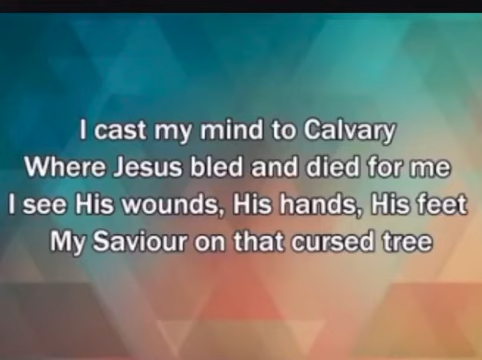 I cast my mind to Calvary
Where Jesus bled and died for me
I see His wounds, His hands, His feet
My Saviour on that cursed tree